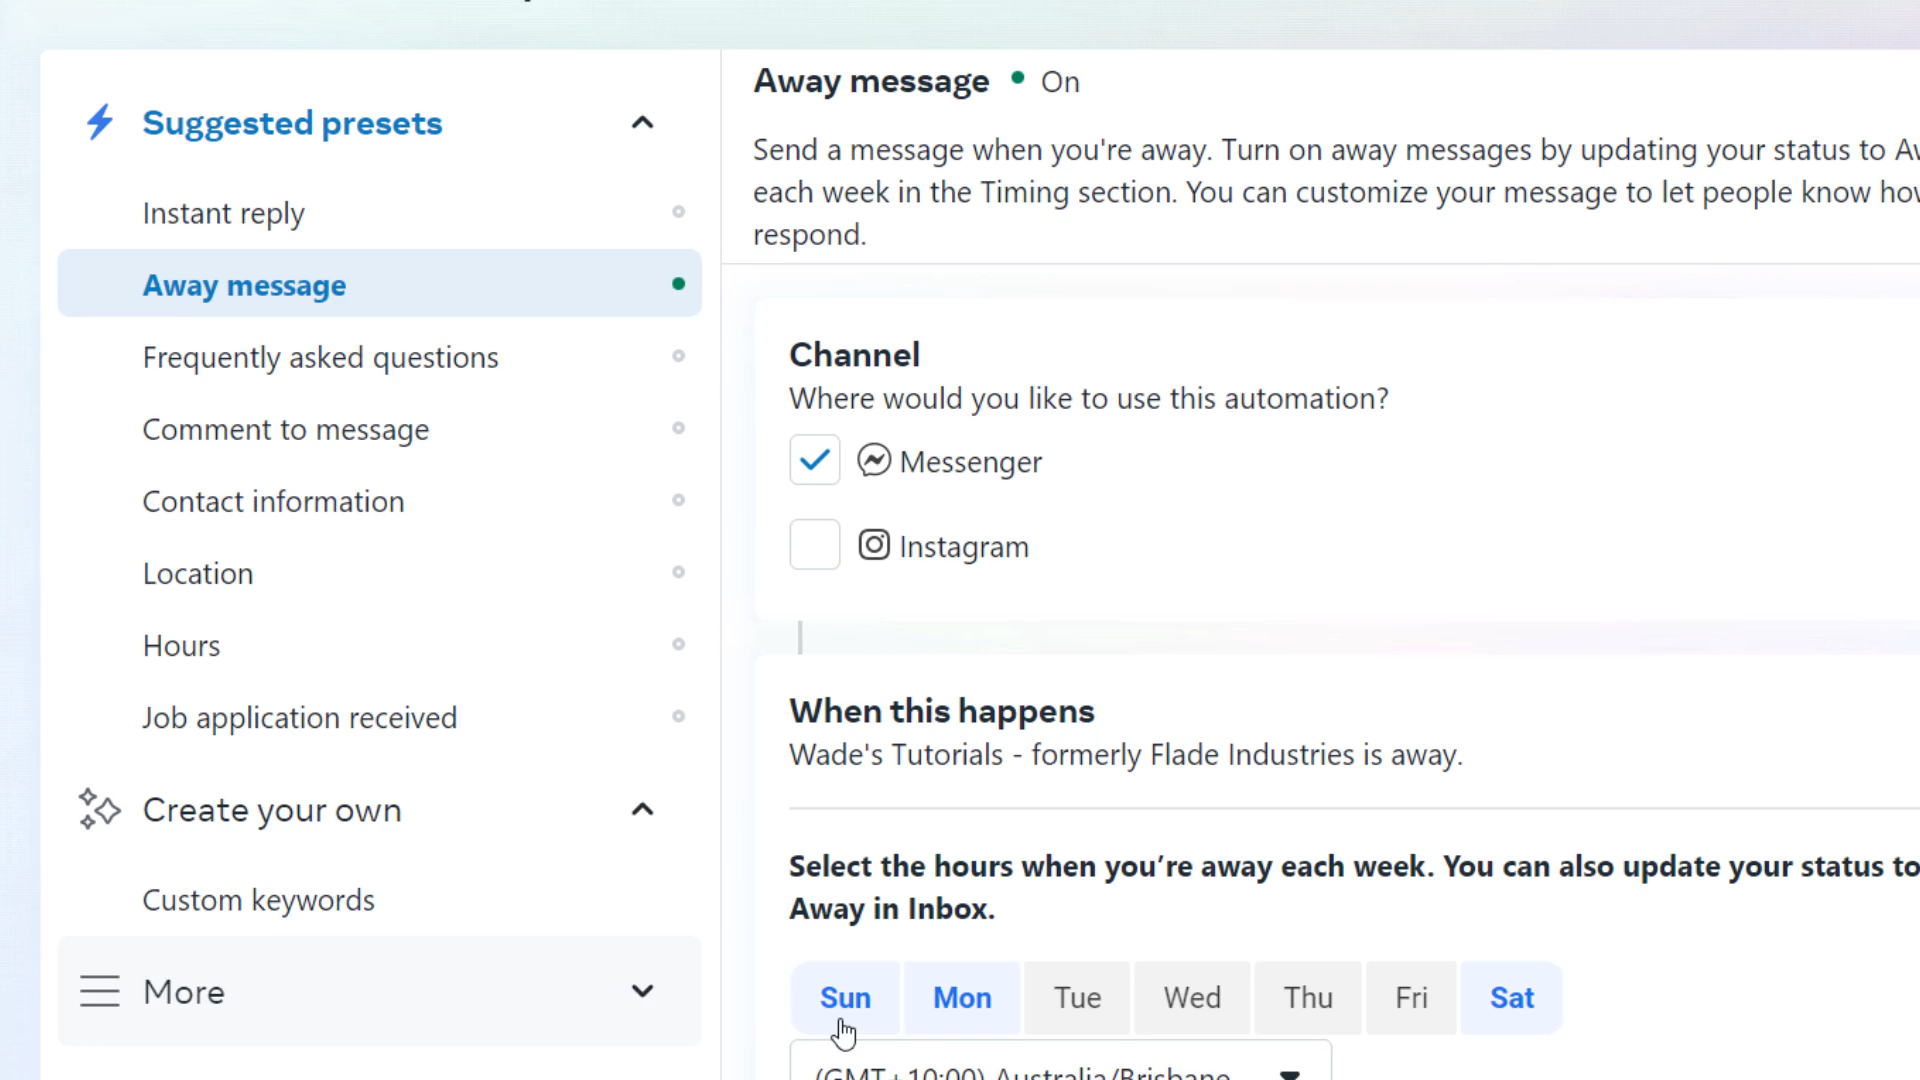 Suggested presets
Instant reply
Away message
Frequently asked questions
Comment to message
Contact information
Location
Hours
Job application received
Create your own
Custom keywords
More
Away message • On
Send a message when you're away. Turn on away messages by updating your status to
each week in the Timing section. You can customize your message to let people know
respond.
Channel
Where would you like to use this automation?
Messenger
Instagram
When this happens
Wade's Tutorials - formerly Flade Industries is away.
Select the hours when you’re away each week. You can also update your status to
Away in Inbox.
Sun Mon Tue Wed Thu Fri Sat
(GMT+10:00) Australia/Brisbane